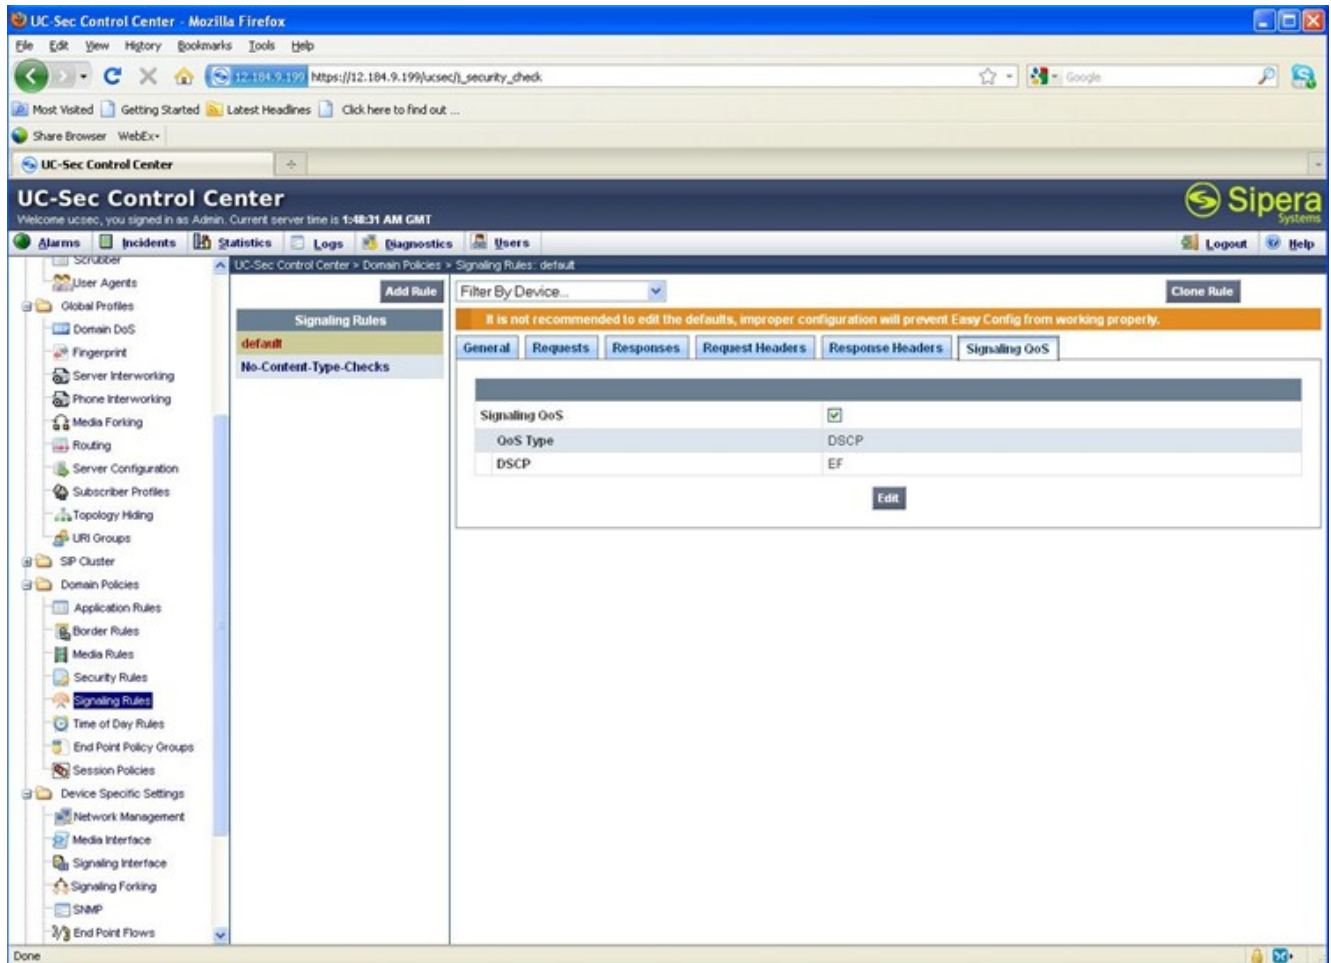 UC-Sec Control Center - Mozilla Firefox
File Edit View History Bookmarks Tools Help
12.184.9.199 https://12.184.9.199/ucsec/j_security_check Google
Most Visited Getting Started Latest Headlines Click here to find out ...
Share Browser WebEx
UC-Sec Control Center
UC-Sec Control Center
Sipera Systems
Welcome ucsec, you signed in as Admin. Current server time is 1:48:31 AM GMT
Alarms Incidents Statistics Logs Diagnostics Users Logout Help
Scrubber
User Agents
Global Profiles
Domain DoS
Fingerprint
Server Interworking
Phone Interworking
Media Forking
Routing
Server Configuration
Subscriber Profiles
Topology Hiding
URI Groups
SIP Cluster
Domain Policies
Application Rules
Border Rules
Media Rules
Security Rules
Signaling Rules
Time of Day Rules
End Point Policy Groups
Session Policies
Device Specific Settings
Network Management
Media Interface
Signaling Interface
Signaling Forking
SNMP
End Point Flows
UC-Sec Control Center > Domain Policies > Signaling Rules: default
Add Rule
Signaling Rules
default
No-Content-Type-Checks
Filter By Device...
Clone Rule
It is not recommended to edit the defaults, improper configuration will prevent Easy Config from working properly.
General Requests Responses Request Headers Response Headers Signaling QoS
Signaling QoS
QoS Type DSCP
DSCP EF
Edit
Done